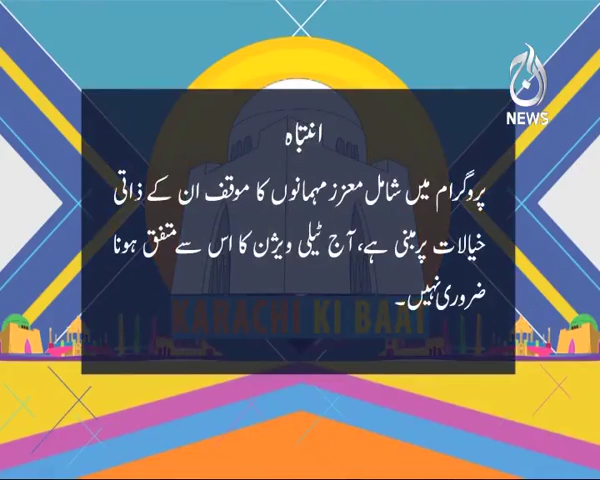 آج
NEWS
انتباہ
پروگرام میں شامل معزز مہمانوں کا موقف ان کے ذاتی
خیالات پر مبنی ہے، آج ٹیلی ویژن کا اس سے متفق ہونا
ضروری نہیں۔
KARACHI KI BAAT